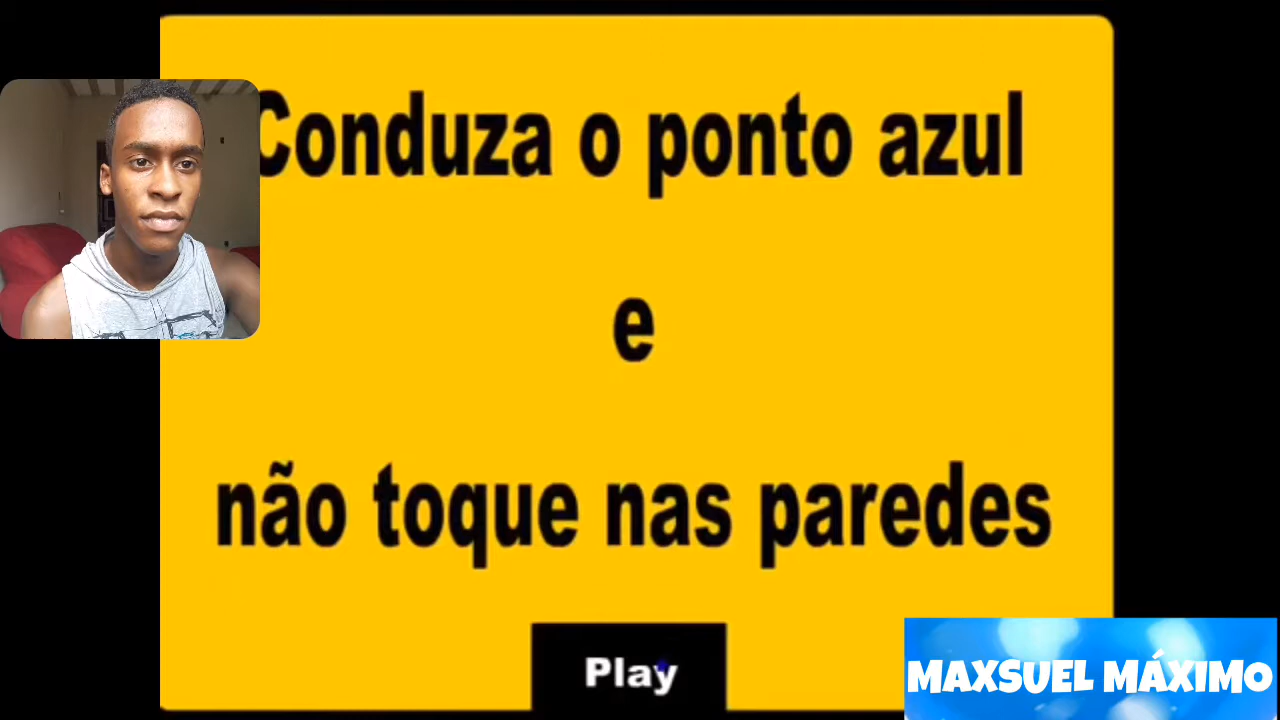 Conduza o ponto azul
e
não toque nas paredes
Play
MAXSUEL MÁXIMO